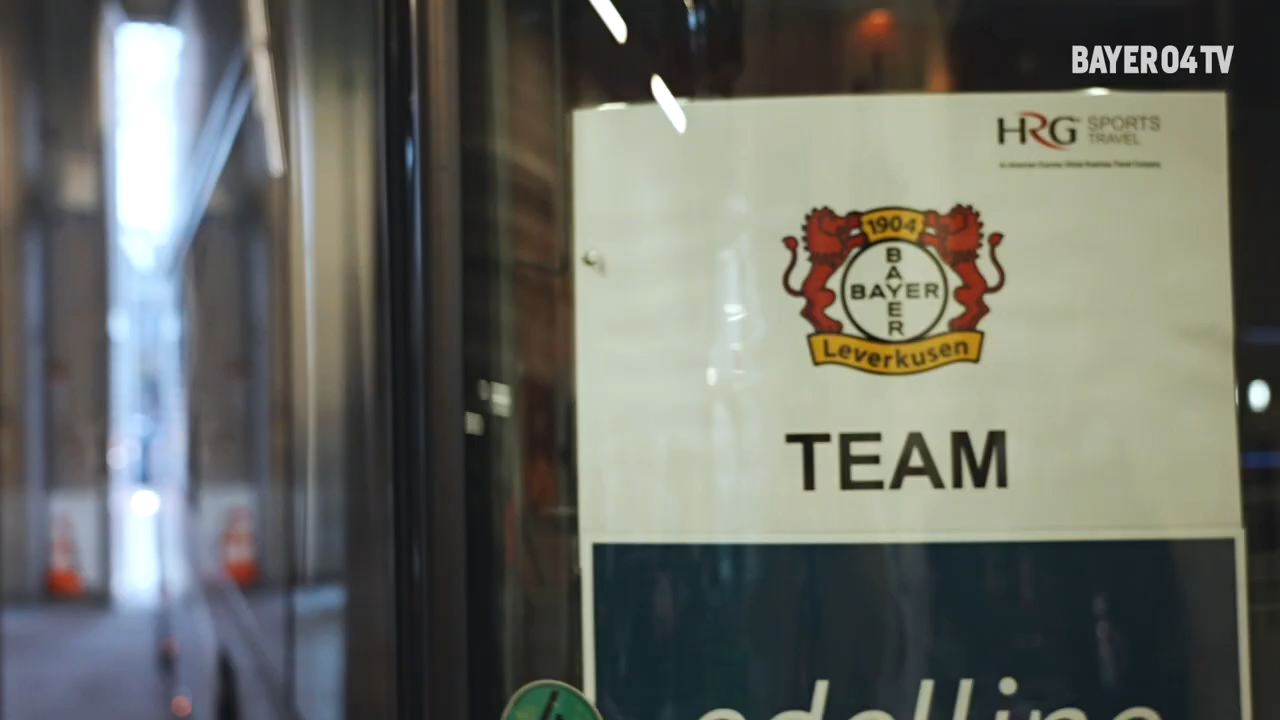 BAYER04TV
HRG SPORTS
TRAVEL
1904
BAYER
BAYER
Leverkusen
TEAM